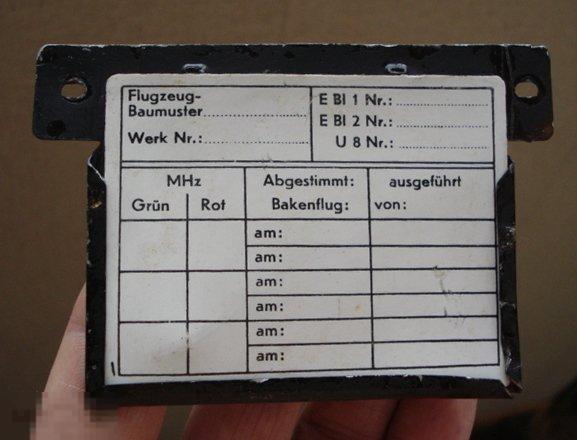 Flugzeug-
Baumuster
Werk Nr.:
E Bl 1 Nr.:
E Bl 2 Nr.:
U 8 Nr.:
MHz
Grün Rot
Abgestimmt:
Bakenflug:
ausgeführt
von:
am:
am:
am:
am:
am:
am: